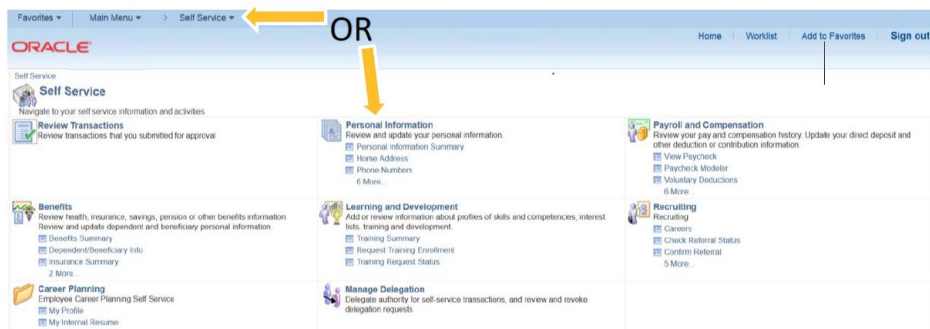 Favorites Main Menu > Self Service
OR
Home Worklist Add to Favorites Sign out
ORACLE
Self Service
Self Service
Navigate to your self service information and activities
Review Transactions
Review transactions that you submitted for approval
Personal Information
Review and update your personal information.
Personal Information Summary
Home Address
Phone Numbers
6 More...
Payroll and Compensation
Review your pay and compensation history. Update your direct deposit and
other deduction or contribution information.
View Paycheck
Paycheck Modeler
Voluntary Deductions
6 More...
Benefits
Review health, insurance, savings, pension or other benefits information.
Review and update dependent and beneficiary personal information.
Benefits Summary
Dependent/Beneficiary Info
Insurance Summary
2 More...
Learning and Development
Add or review information about profiles of skills and competencies, interest
lists, training and development.
Training Summary
Request Training Enrollment
Training Request Status
Recruiting
Recruiting
Careers
Check Referral Status
Confirm Referral
5 More...
Career Planning
Employee Career Planning Self Service
My Profile
My Internal Resume
Manage Delegation
Delegate authority for self-service transactions, and review and revoke
delegation requests